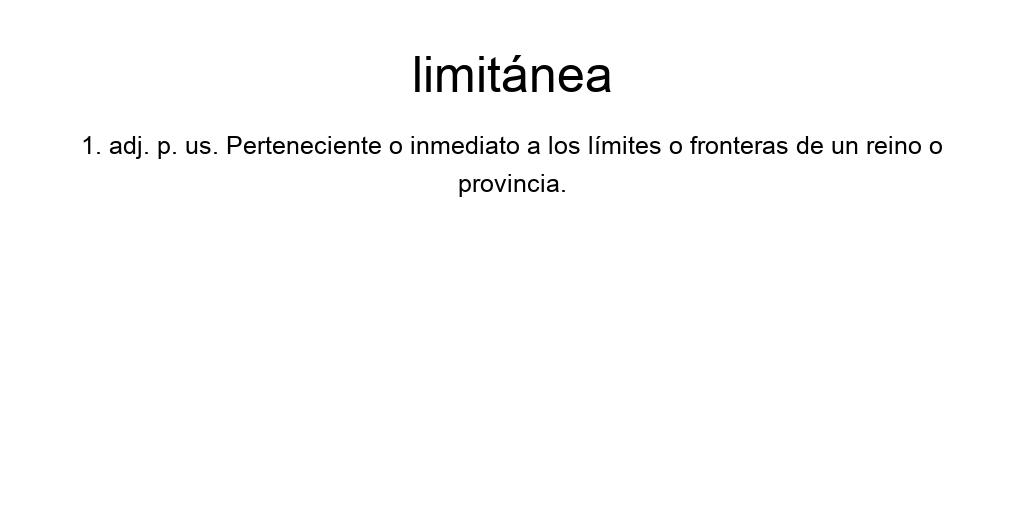 limitánea
1. adj. p. us. Perteneciente o inmediato a los límites o fronteras de un reino o
provincia.